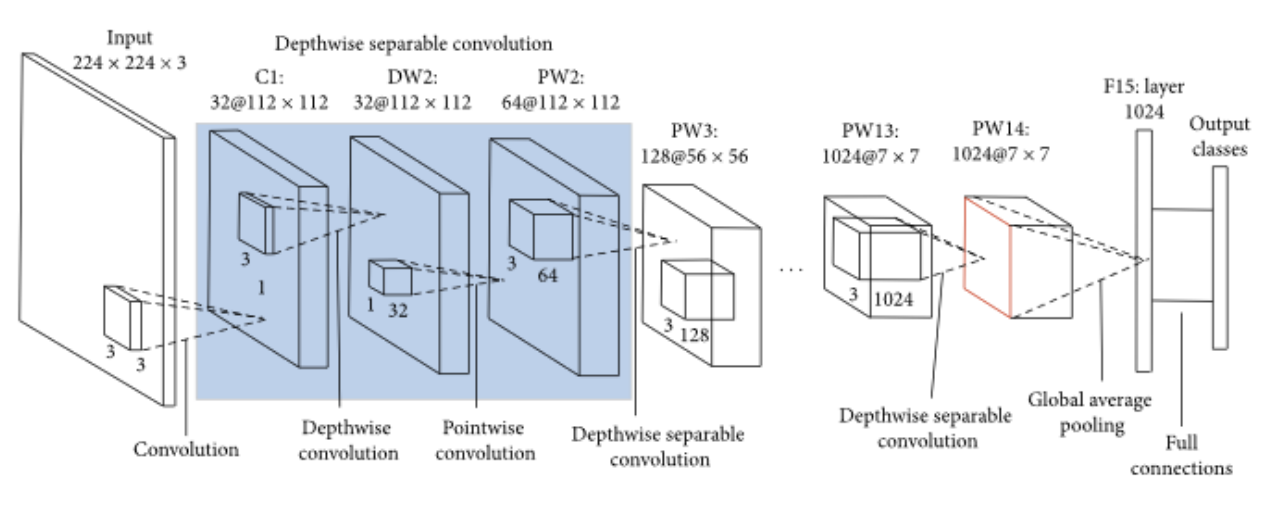 Input
224 × 224 × 3
Depthwise separable convolution
C1:
32@112 × 112
DW2:
32@112 × 112
PW2:
64@112 × 112
PW3:
128@56 × 56
PW13:
1024@7 × 7
PW14:
1024@7 × 7
F15: layer
1024
Output
classes
3
3
3
1
1
32
3
64
3
128
...
3
1024
Convolution
Depthwise
convolution
Pointwise
convolution
Depthwise separable
convolution
Depthwise separable
convolution
Global average
pooling
Full
connections